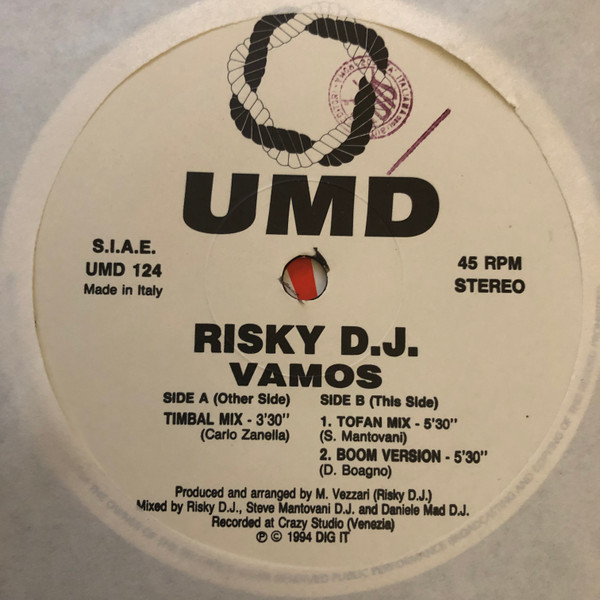 UMD
S.I.A.E.
UMD 124
Made in Italy
45 RPM
STEREO
RISKY D.J.
VAMOS
SIDE A (Other Side)
TIMBAL MIX - 3'30"
(Carlo Zanella)
SIDE B (This Side)
1. TOFAN MIX - 5'30"
(S. Mantovani)
2. BOOM VERSION - 5'30"
(D. Boagno)
Produced and arranged by M. Vezzari (Risky D.J.)
Mixed by Risky D.J., Steve Mantovani D.J. and Daniele Mad D.J.
Recorded at Crazy Studio (Venezia)
Ⓟ © 1994 DIG IT